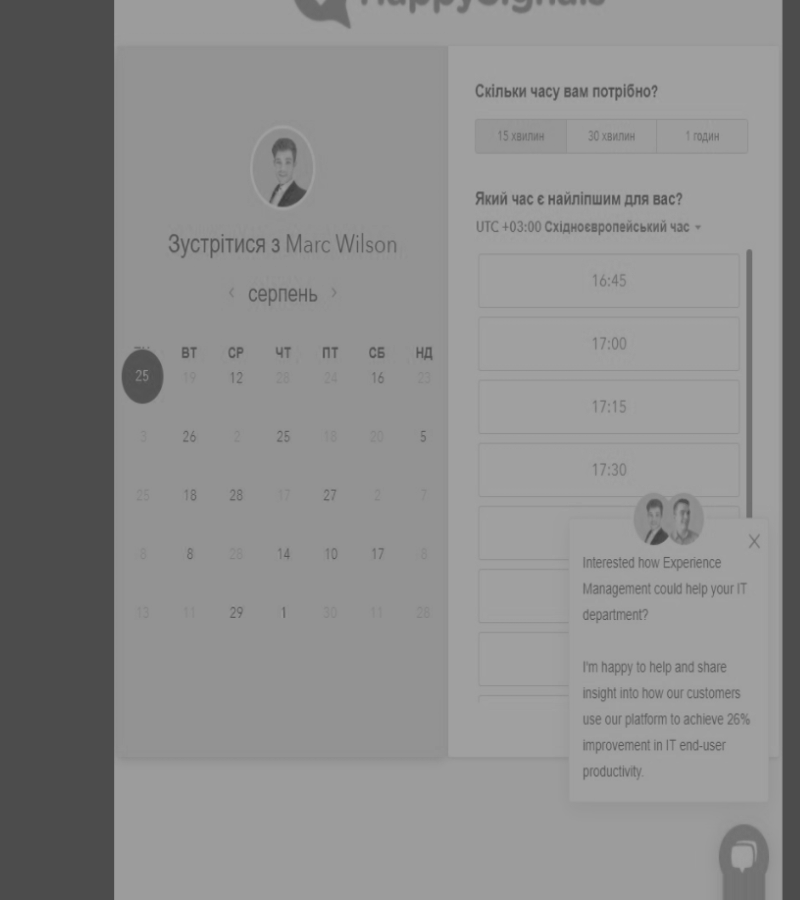 HappySignals
Зустрітися з Marc Wilson
серпень
ВТ СР ЧТ ПТ СБ НД
25 19 12 28 24 16 23
3 26 2 25 18 20 5
25 18 28 17 27 2 7
8 8 28 14 10 17 8
13 11 29 1 30 11 28
Скільки часу вам потрібно?
15 хвилин 30 хвилин 1 годин
Який час є найліпшим для вас?
UTC +03:00 Східноєвропейський час
16:45
17:00
17:15
17:30
Interested how Experience
Management could help your IT
department?
I'm happy to help and share
insight into how our customers
use our platform to achieve 26%
improvement in IT end-user
productivity.